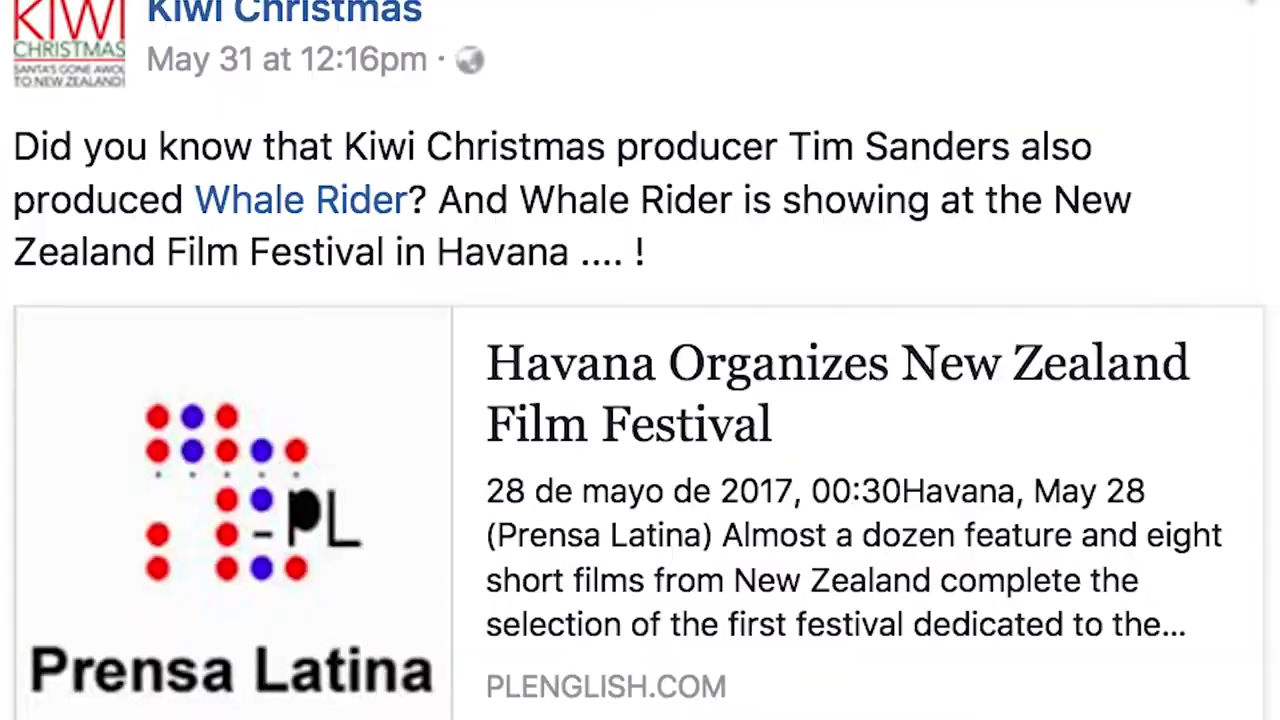 KIWI
CHRISTMAS
SANTA'S GONE AWOL
TO NEW ZEALAND!
Kiwi Christmas
May 31 at 12:16pm ·
Did you know that Kiwi Christmas producer Tim Sanders also
produced Whale Rider? And Whale Rider is showing at the New
Zealand Film Festival in Havana .... !
-PL
Prensa Latina
Havana Organizes New Zealand
Film Festival
28 de mayo de 2017, 00:30Havana, May 28
(Prensa Latina) Almost a dozen feature and eight
short films from New Zealand complete the
selection of the first festival dedicated to the...
PLENGLISH.COM